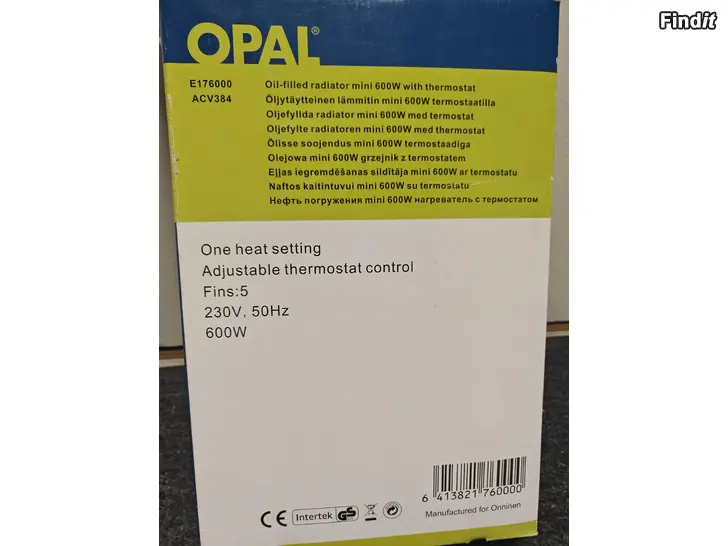 Findit
OPAL®
E176000 Oil-filled radiator mini 600W with thermostat
ACV384 Öljytäytteinen lämmitin mini 600W termostaatilla
Oljefyllda radiator mini 600W med termostat
Oljefylte radiatoren mini 600W med thermostat
Õlisse soojendus mini 600W termostaadiga
Olejowa mini 600W grzejnik z termostatem
Eļļas iegremdēšanas sildītāja mini 600W ar termostatu
Naftos kaitintuvui mini 600W su termostatu
Нефть погружения mini 600W нагреватель с термостатом
One heat setting
Adjustable thermostat control
Fins:5
230V, 50Hz
600W
6 413821 760000
CE Intertek GS
Manufactured for Onninen